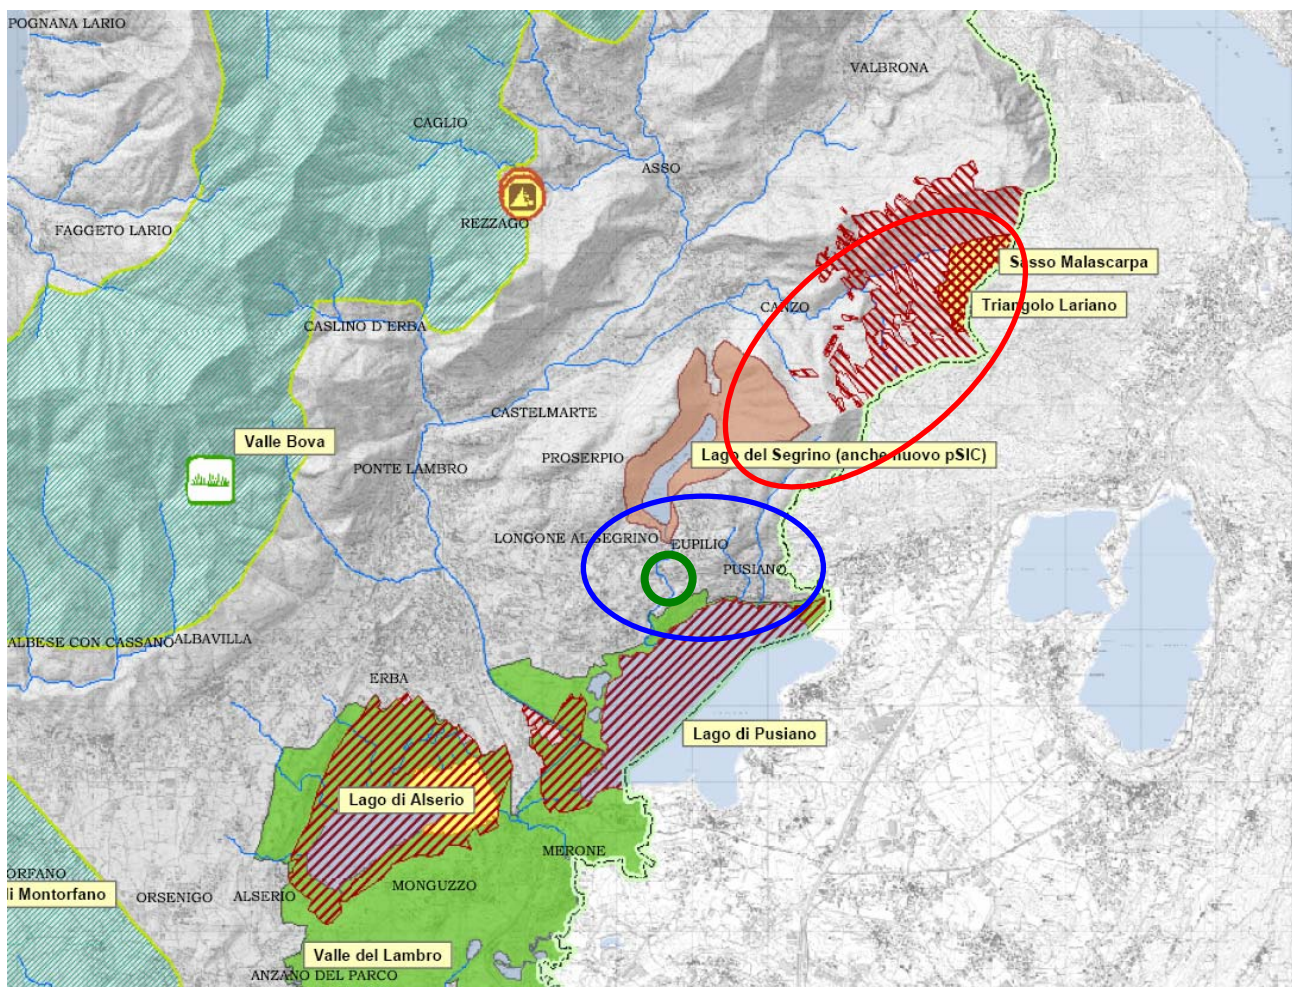 POGNANA LARIO
VALBRONA
CAGLIO
ASSO
REZZAGO
FAGGETO LARIO
Sasso Malascarpa
Triangolo Lariano
CANZO
CASLINO D'ERBA
CASTELMARTE
Valle Bova
PROSERPIO
Lago del Segrino (anche nuovo pSIC)
PONTE LAMBRO
LONGONE AL SEGRINO
EUPILIO
PUSIANO
ALBESE CON CASSANO
ALBAVILLA
ERBA
Lago di Pusiano
Lago di Alserio
MERONE
ORFANO
MONGUZZO
li Montorfano
ORSENIGO
ALSERIO
Valle del Lambro
ANZANO DEL PARCO